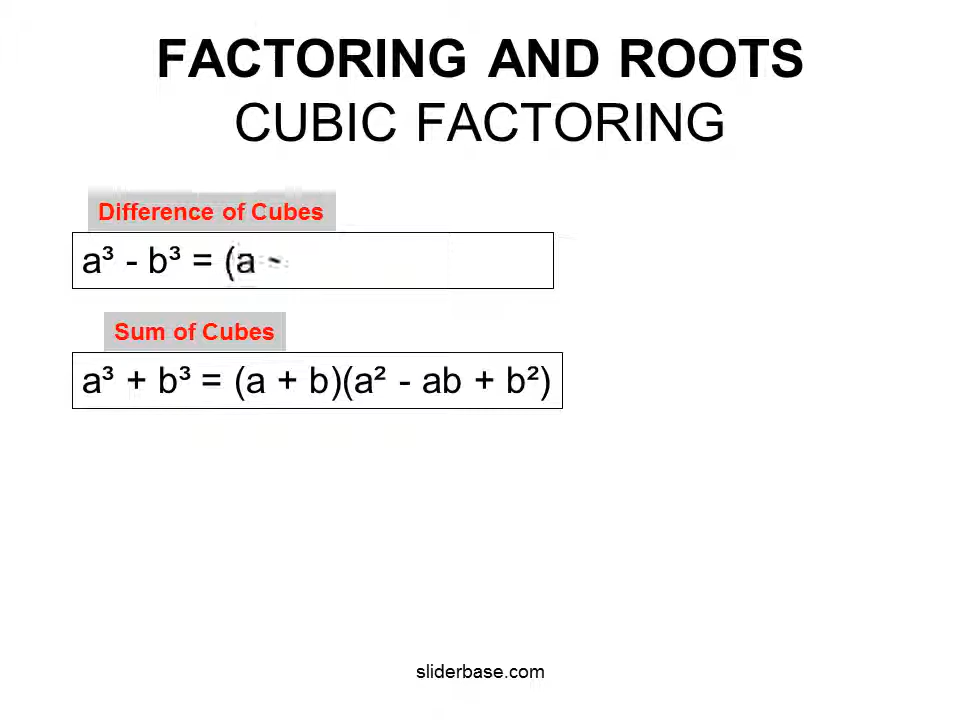 FACTORING AND ROOTS
CUBIC FACTORING
Difference of Cubes
a³ - b³ = (a -
Sum of Cubes
a³ + b³ = (a + b)(a² - ab + b²)
sliderbase.com